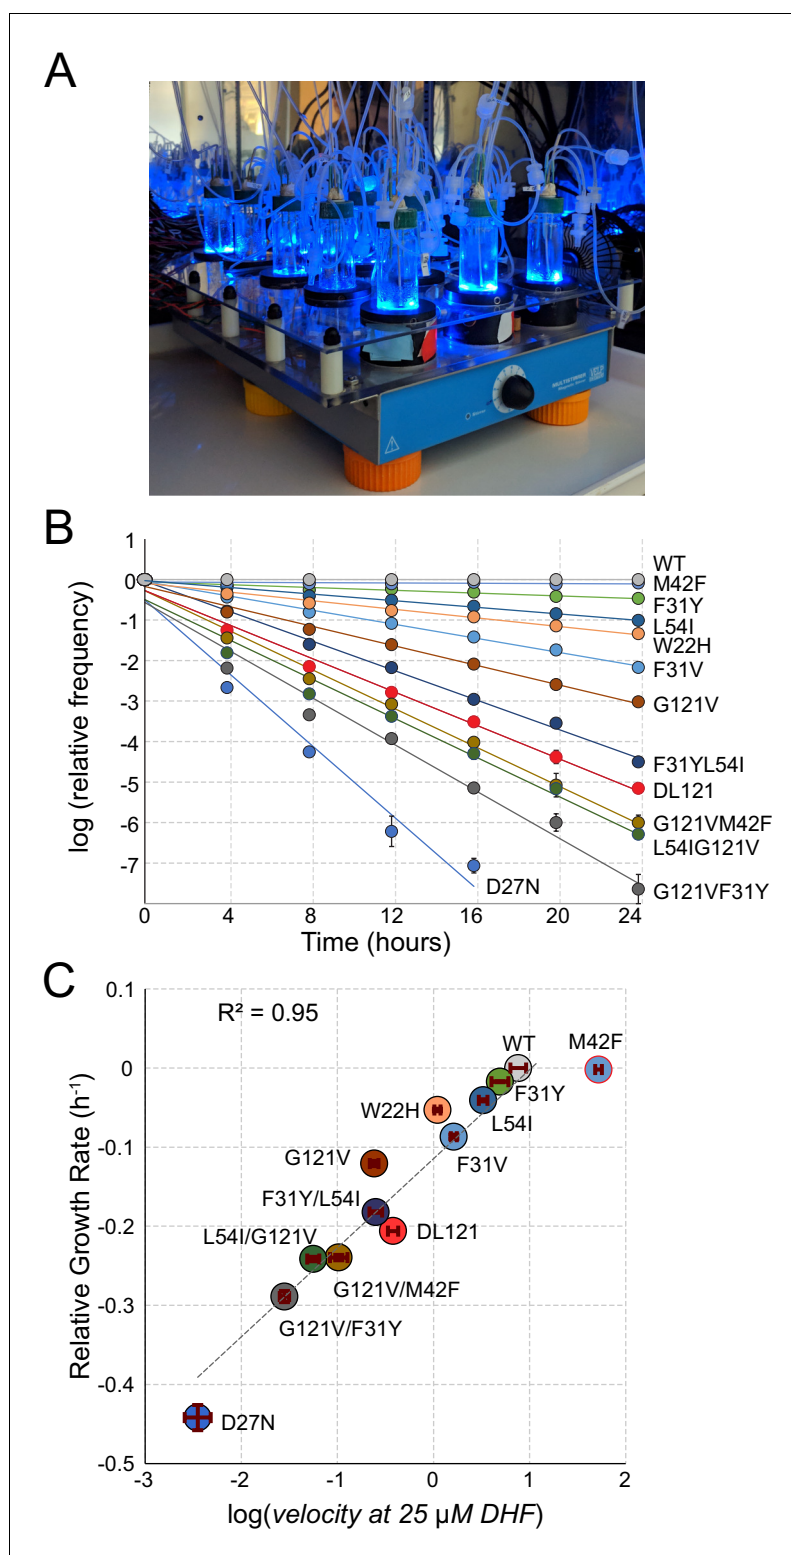 A
MULTISTIRRER
B
1
0
-1
-2
-3
-4
-5
-6
-7
log (relative frequency)
WT
M42F
F31Y
L54I
W22H
F31V
G121V
F31YL54I
DL121
G121VM42F
L54IG121V
G121VF31Y
D27N
0 4 8 12 16 20 24
Time (hours)
C
0.1
0
-0.1
-0.2
-0.3
-0.4
-0.5
Relative Growth Rate (h⁻¹)
R² = 0.95
WT
M42F
F31Y
W22H
L54I
F31V
G121V
F31Y/L54I
DL121
L54I/G121V
G121V/M42F
G121V/F31Y
D27N
-3 -2 -1 0 1 2
log(velocity at 25 μM DHF)